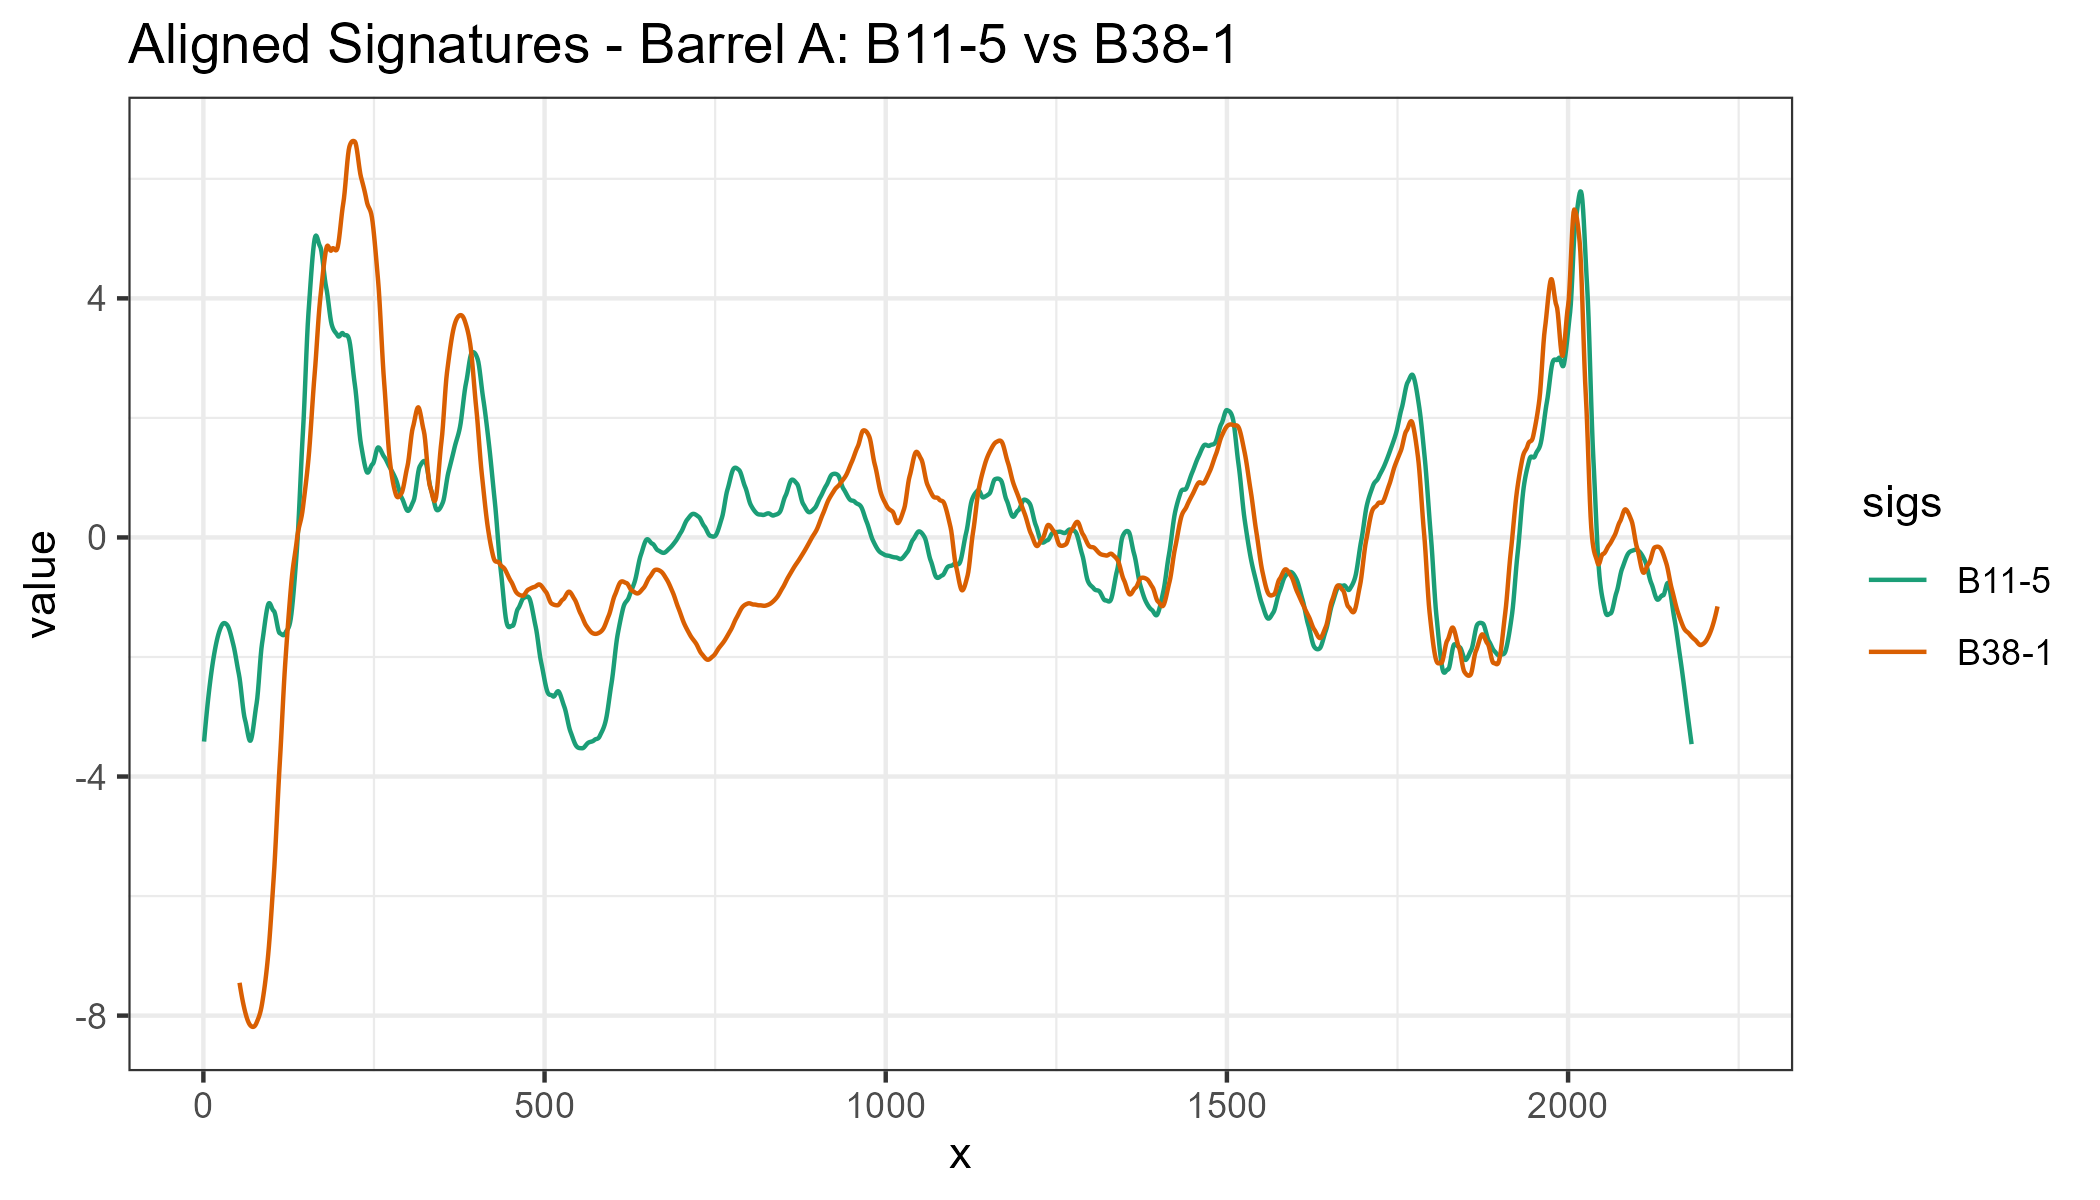 Aligned Signatures - Barrel A: B11-5 vs B38-1
value
4
0
-4
-8
0 500 1000 1500 2000
x
sigs
B11-5
B38-1